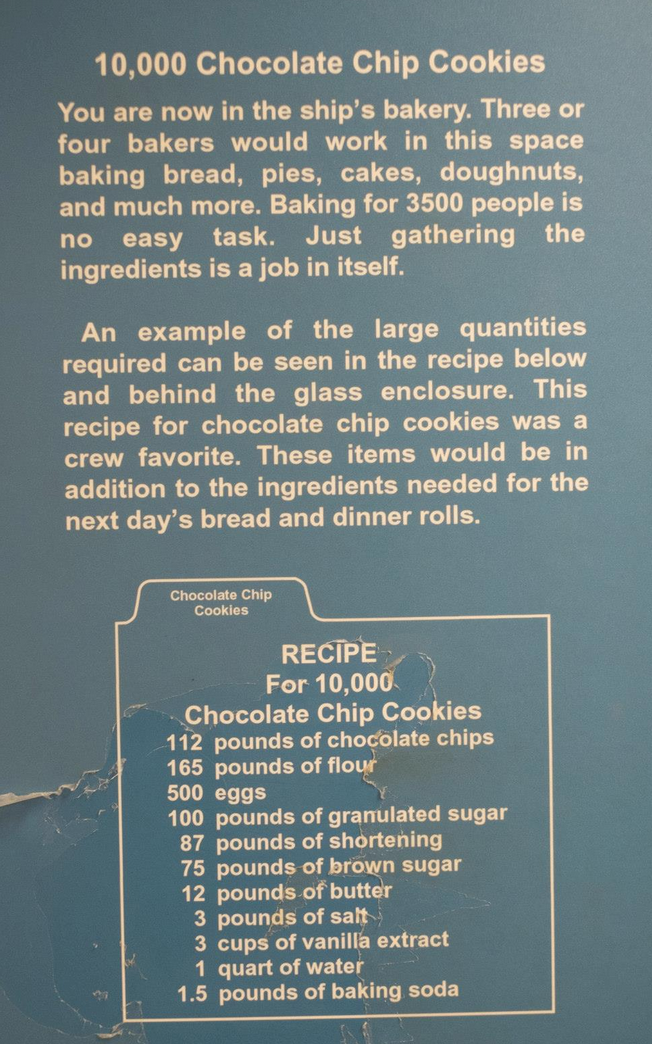 10,000 Chocolate Chip Cookies
You are now in the ship's bakery. Three or
four bakers would work in this space
baking bread, pies, cakes, doughnuts,
and much more. Baking for 3500 people is
no easy task. Just gathering the
ingredients is a job in itself.
An example of the large quantities
required can be seen in the recipe below
and behind the glass enclosure. This
recipe for chocolate chip cookies was a
crew favorite. These items would be in
addition to the ingredients needed for the
next day's bread and dinner rolls.
Chocolate Chip
Cookies
RECIPE
For 10,000
Chocolate Chip Cookies
112 pounds of chocolate chips
165 pounds of flour
500 eggs
100 pounds of granulated sugar
87 pounds of shortening
75 pounds of brown sugar
12 pounds of butter
3 pounds of salt
3 cups of vanilla extract
1 quart of water
1.5 pounds of baking soda